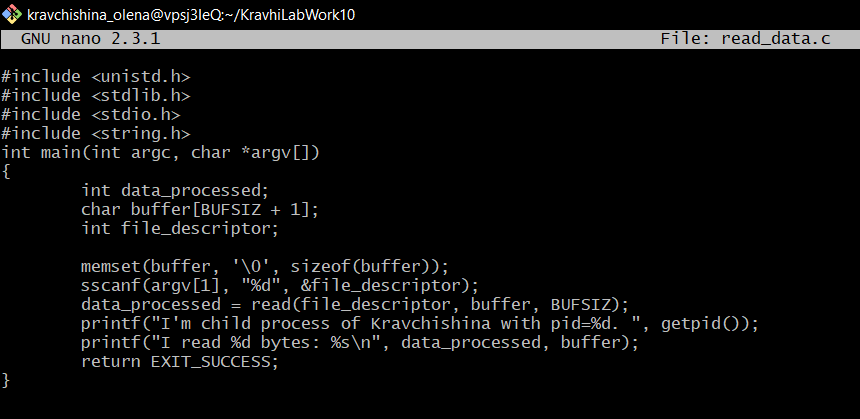 kravchishina_olena@vpsj3IeQ:~/KravhiLabWork10
GNU nano 2.3.1 File: read_data.c
#include <unistd.h>
#include <stdlib.h>
#include <stdio.h>
#include <string.h>
int main(int argc, char *argv[])
{
        int data_processed;
        char buffer[BUFSIZ + 1];
        int file_descriptor;

        memset(buffer, '\0', sizeof(buffer));
        sscanf(argv[1], "%d", &file_descriptor);
        data_processed = read(file_descriptor, buffer, BUFSIZ);
        printf("I'm child process of Kravchishina with pid=%d. ", getpid());
        printf("I read %d bytes: %s\n", data_processed, buffer);
        return EXIT_SUCCESS;
}